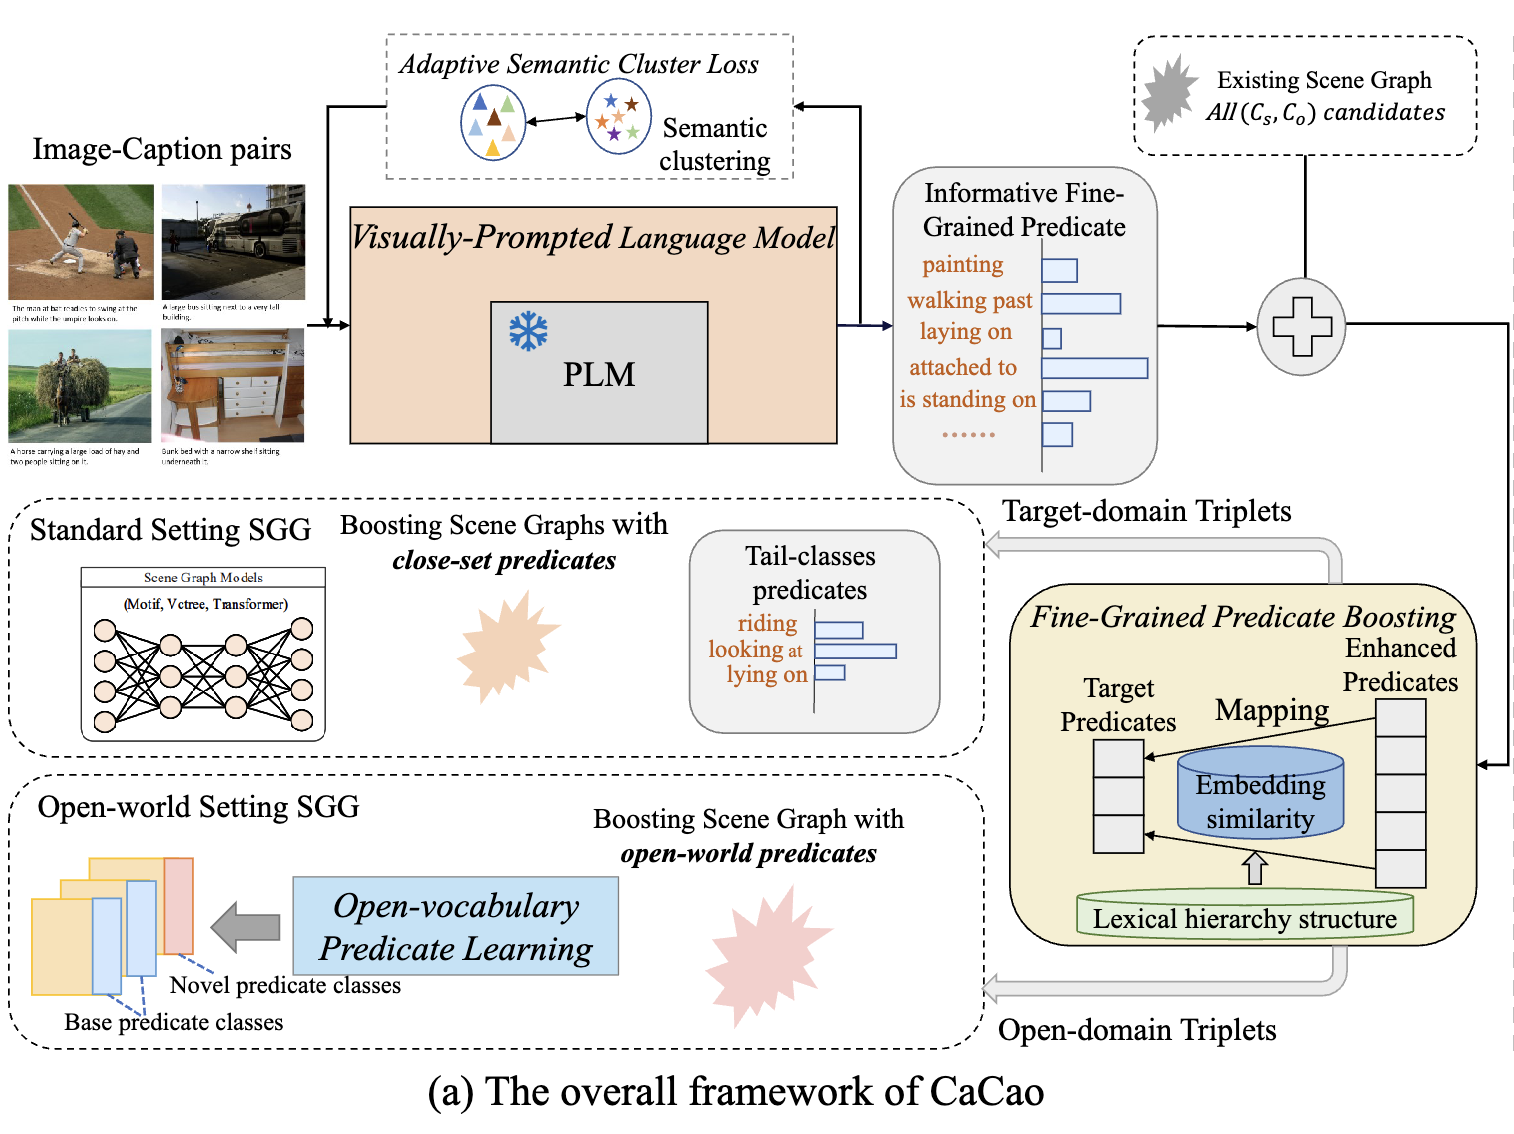 Adaptive Semantic Cluster Loss
Semantic
clustering
Existing Scene Graph
All (Cs, Co) candidates
Image-Caption pairs
The man at bat readies to swing at the
pitch while the umpire looks on.
A large bus sitting next to a very tall
building.
A horse carrying a large load of hay and
two people sitting on it.
Bunk bed with a narrow shelf sitting
underneath it.
Visually-Prompted Language Model
PLM
Informative Fine-
Grained Predicate
painting
walking past
laying on
attached to
is standing on
......
Standard Setting SGG
Scene Graph Models
(Motif, Vctree, Transformer)
Boosting Scene Graphs with
close-set predicates
Tail-classes
predicates
riding
looking at
lying on
Target-domain Triplets
Fine-Grained Predicate Boosting
Enhanced
Predicates
Target
Predicates
Mapping
Embedding
similarity
Lexical hierarchy structure
Open-domain Triplets
Open-world Setting SGG
Boosting Scene Graph with
open-world predicates
Open-vocabulary
Predicate Learning
Novel predicate classes
Base predicate classes
(a) The overall framework of CaCao